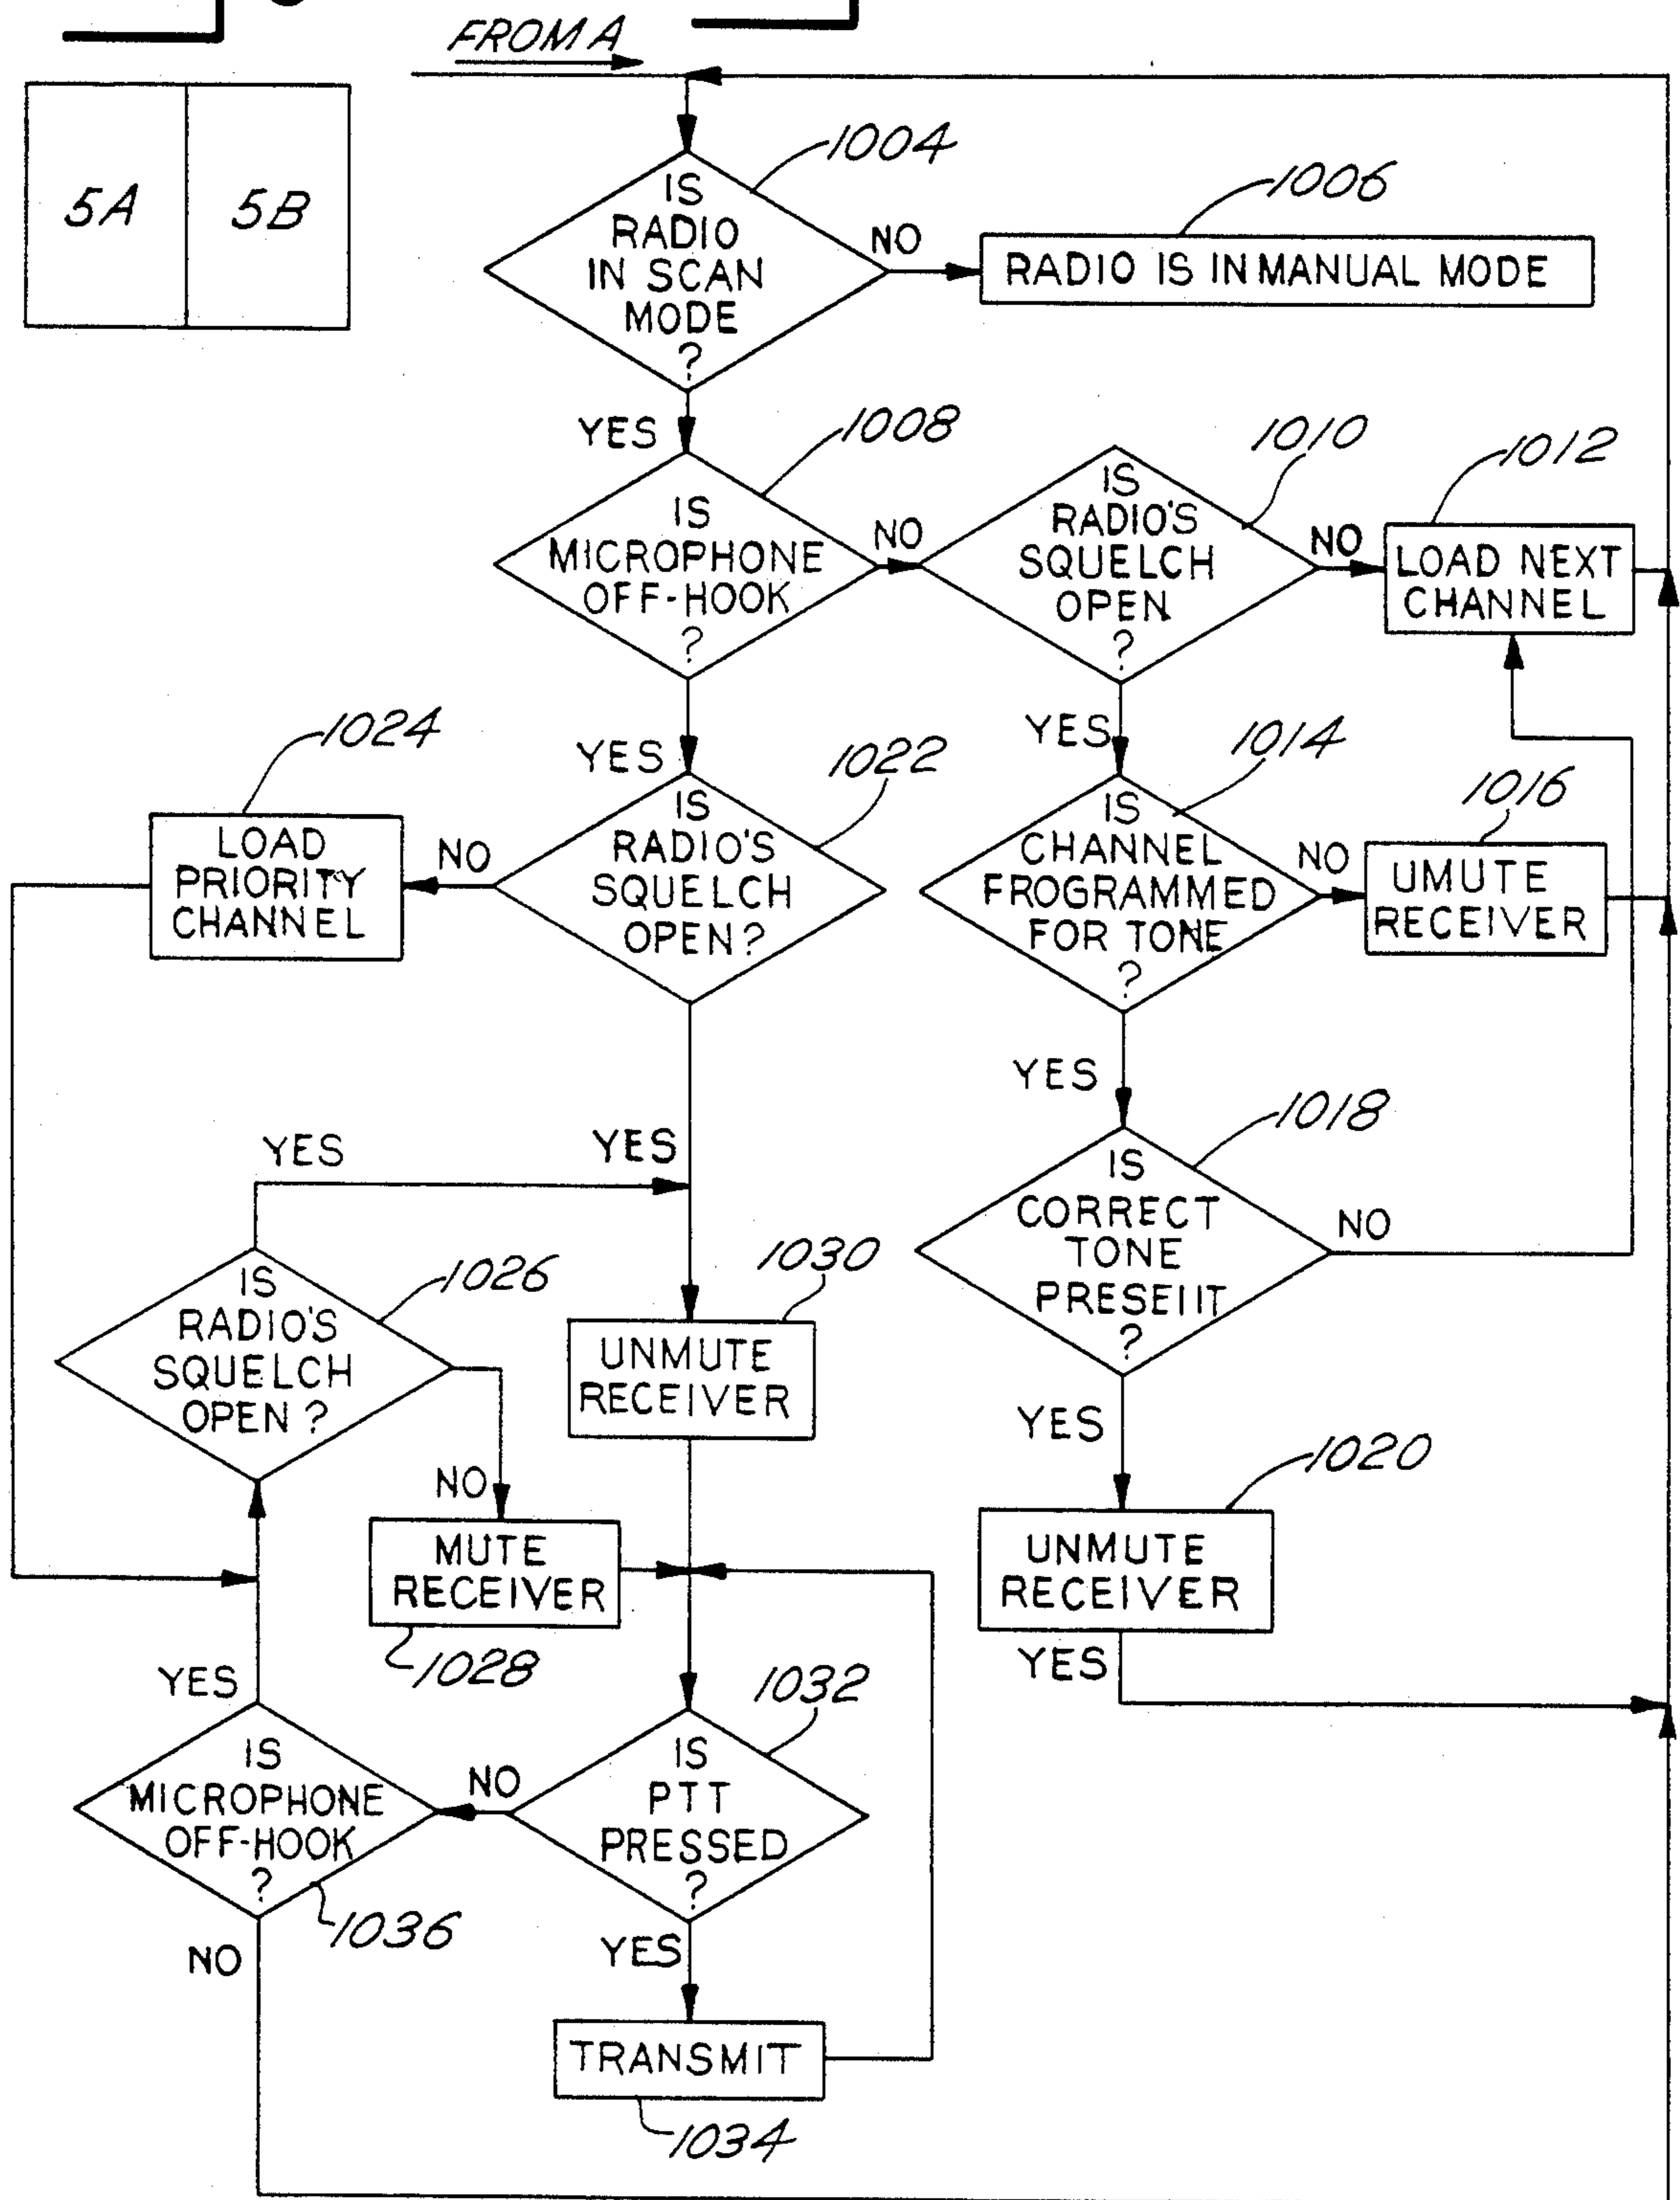 FROM A
5A 5B
1004
IS
RADIO
IN SCAN
MODE
?
NO
1006
RADIO IS IN MANUAL MODE
YES
1008
IS
MICROPHONE
OFF-HOOK
?
NO
1010
IS
RADIO'S
SQUELCH
OPEN
?
NO
1012
LOAD NEXT
CHANNEL
YES
1022
IS
RADIO'S
SQUELCH
OPEN?
NO
1024
LOAD
PRIORITY
CHANNEL
YES
1014
IS
CHANNEL
FROGRAMMED
FOR TONE
?
NO
1016
UMUTE
RECEIVER
YES
1018
IS
CORRECT
TONE
PRESENT
?
NO
YES
YES
1026
IS
RADIO'S
SQUELCH
OPEN?
NO
1030
UNMUTE
RECEIVER
YES
1020
UNMUTE
RECEIVER
YES
MUTE
RECEIVER
1028
1032
IS
PTT
PRESSED
?
NO
YES
IS
MICROPHONE
OFF-HOOK
?
1036
NO
YES
TRANSMIT
1034